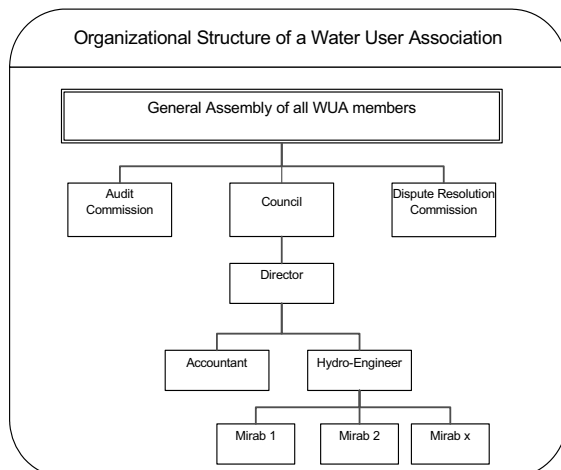 Organizational Structure of a Water User Association
General Assembly of all WUA members
Audit
Commission
Council
Dispute Resolution
Commission
Director
Accountant
Hydro-Engineer
Mirab 1
Mirab 2
Mirab x